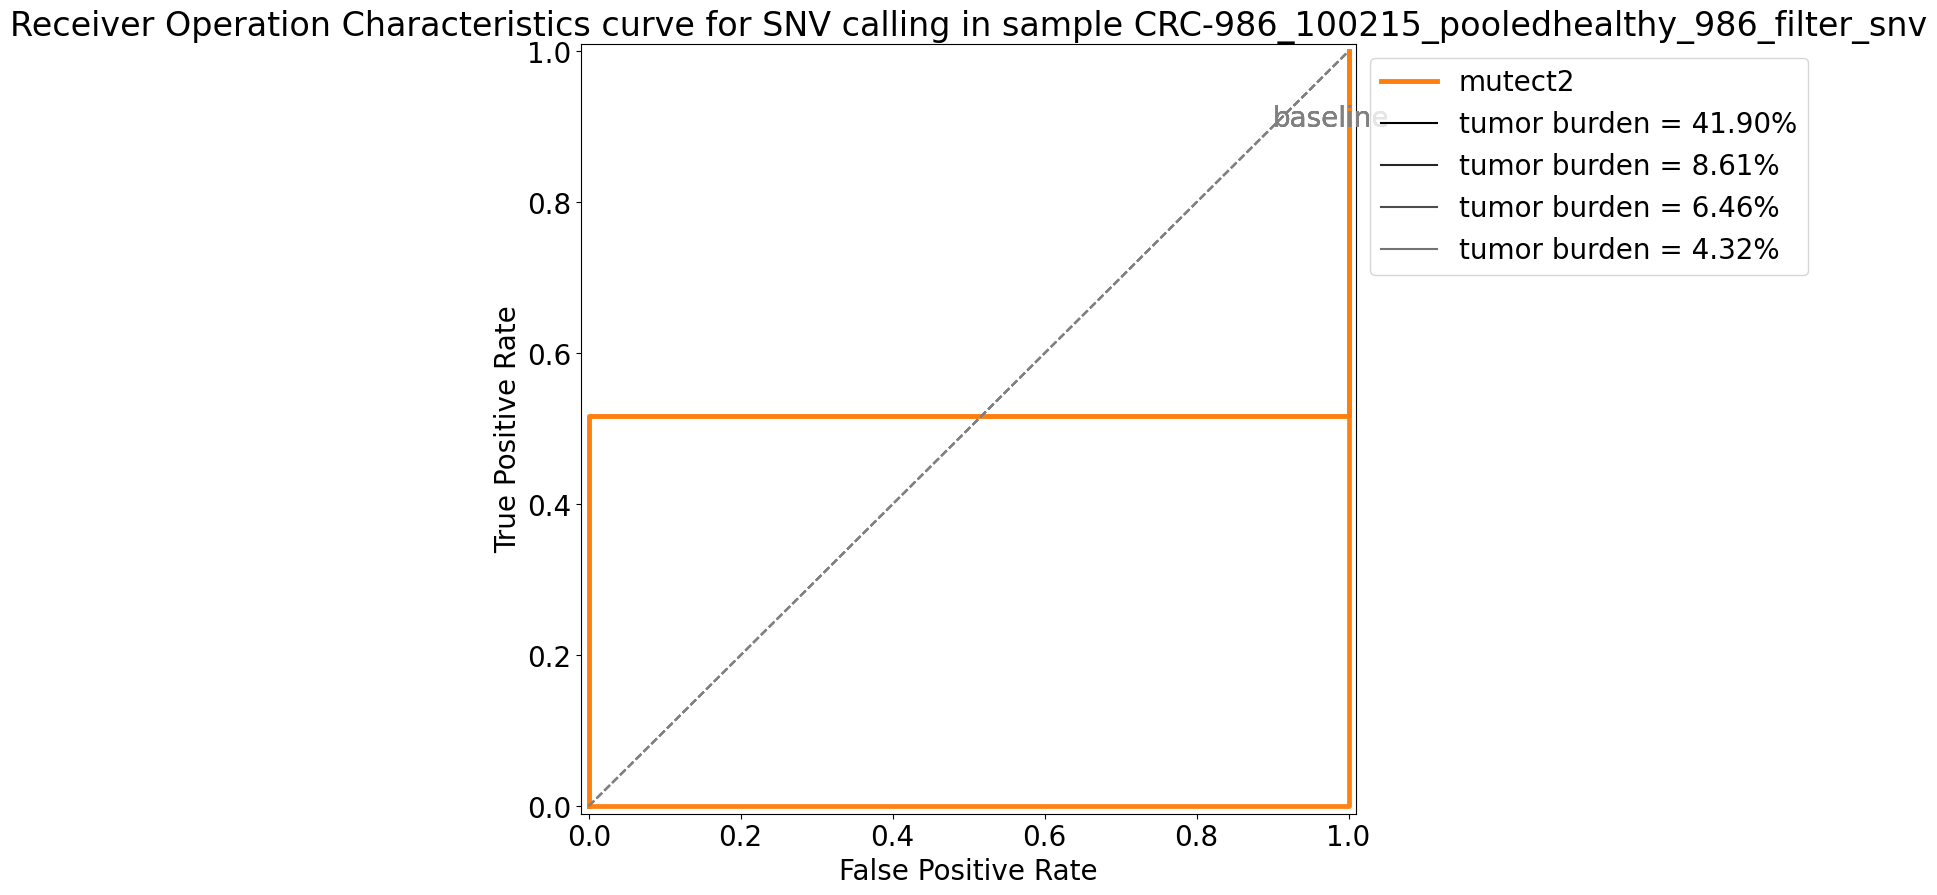 Receiver Operation Characteristics curve for SNV calling in sample CRC-986_100215_pooledhealthy_986_filter_snv
1.0
0.8
0.6
0.4
0.2
0.0
True Positive Rate
baseline
0.0 0.2 0.4 0.6 0.8 1.0
False Positive Rate
mutect2
tumor burden = 41.90%
tumor burden = 8.61%
tumor burden = 6.46%
tumor burden = 4.32%